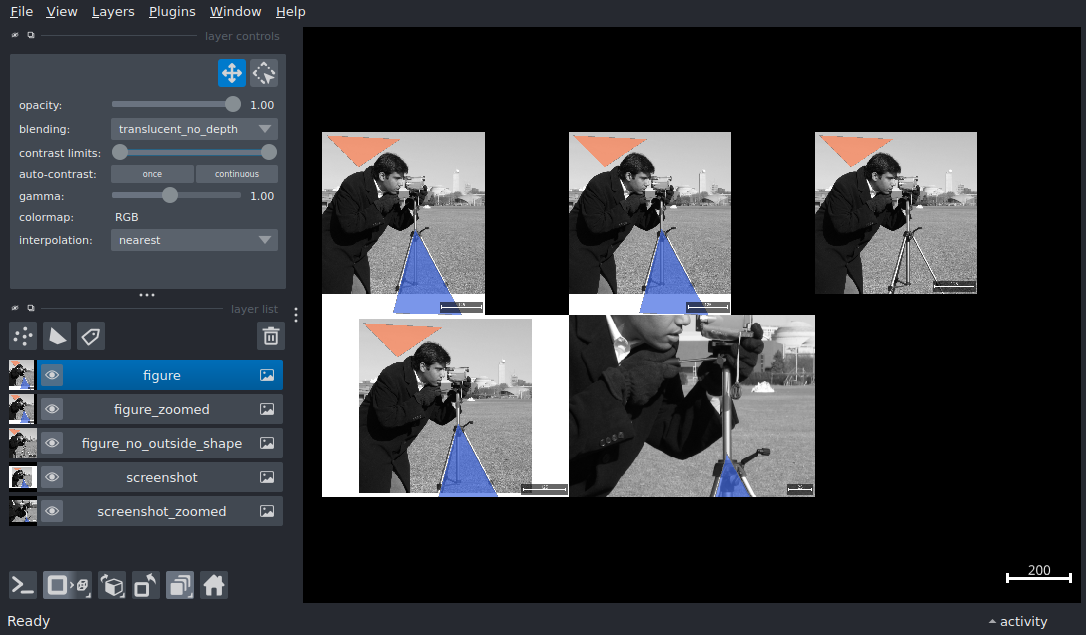 File View Layers Plugins Window Help
layer controls
opacity: 1.00
blending: translucent_no_depth
contrast limits:
auto-contrast: once continuous
gamma: 1.00
colormap: RGB
interpolation: nearest
layer list
figure
figure_zoomed
figure_no_outside_shape
screenshot
screenshot_zoomed
200
Ready
activity